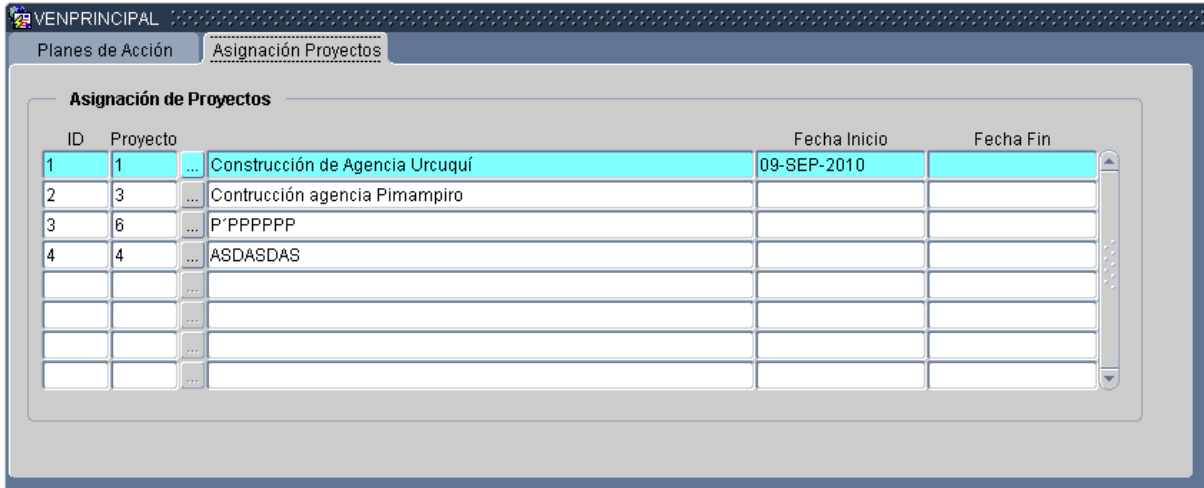 VENPRINCIPAL
Planes de Acción Asignación Proyectos
Asignación de Proyectos
ID Proyecto Fecha Inicio Fecha Fin
1 1 ... Construcción de Agencia Urcuquí 09-SEP-2010
2 3 ... Contrucción agencia Pimampiro
3 6 ... P´PPPPPP
4 4 ... ASDASDAS
...
...
...
...